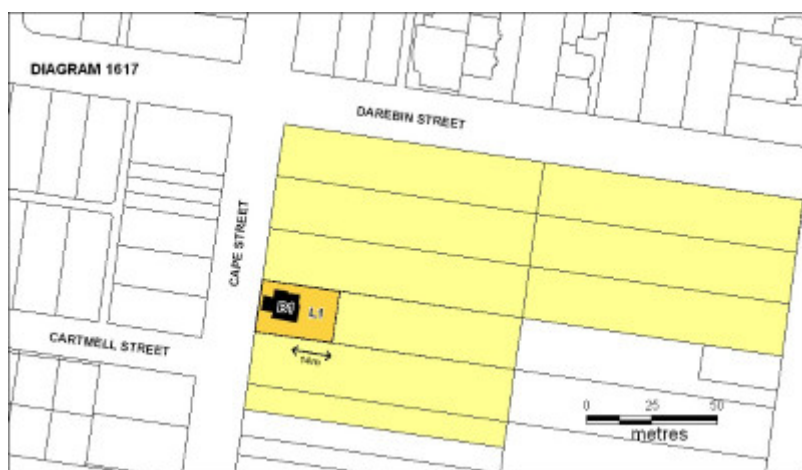 DIAGRAM 1617
DAREBIN STREET
CAPE STREET
B1
L1
14m
CARTMELL STREET
0 25 50
metres